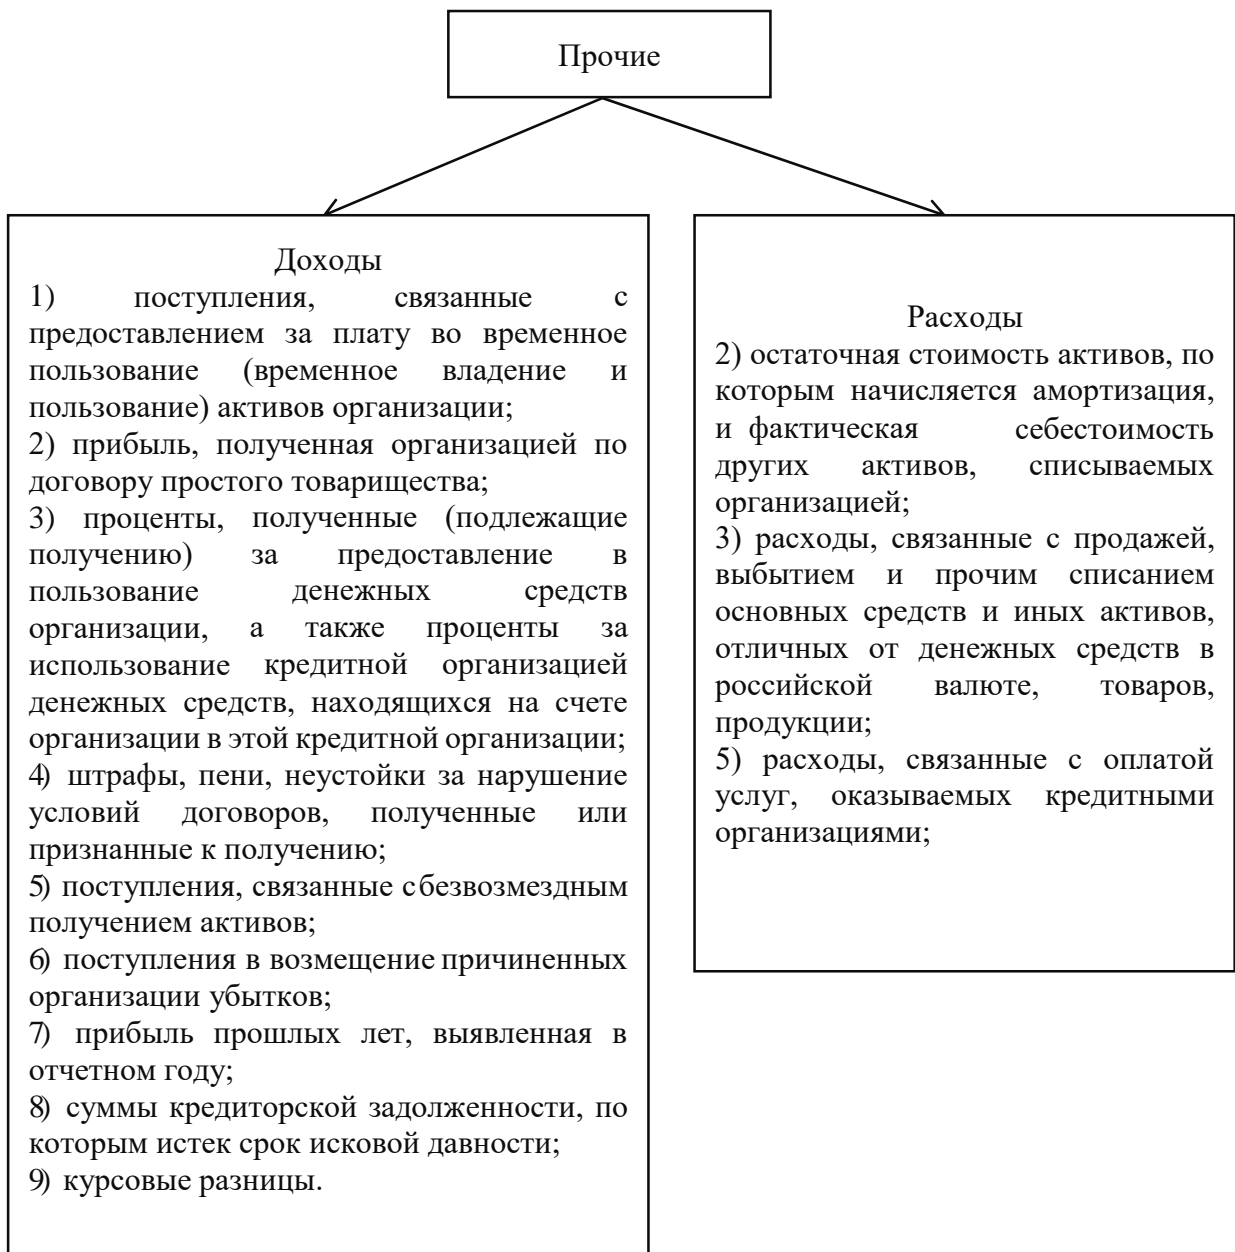 Прочие
Доходы
1) поступления, связанные с
предоставлением за плату во временное
пользование (временное владение и
пользование) активов организации;
2) прибыль, полученная организацией по
договору простого товарищества;
3) проценты, полученные (подлежащие
получению) за предоставление в
пользование денежных средств
организации, а также проценты за
использование кредитной организацией
денежных средств, находящихся на счете
организации в этой кредитной организации;
4) штрафы, пени, неустойки за нарушение
условий договоров, полученные или
признанные к получению;
5) поступления, связанные с безвозмездным
получением активов;
6) поступления в возмещение причиненных
организации убытков;
7) прибыль прошлых лет, выявленная в
отчетном году;
8) суммы кредиторской задолженности, по
которым истек срок исковой давности;
9) курсовые разницы.
Расходы
2) остаточная стоимость активов, по
которым начисляется амортизация,
и фактическая себестоимость
других активов, списываемых
организацией;
3) расходы, связанные с продажей,
выбытием и прочим списанием
основных средств и иных активов,
отличных от денежных средств в
российской валюте, товаров,
продукции;
5) расходы, связанные с оплатой
услуг, оказываемых кредитными
организациями;